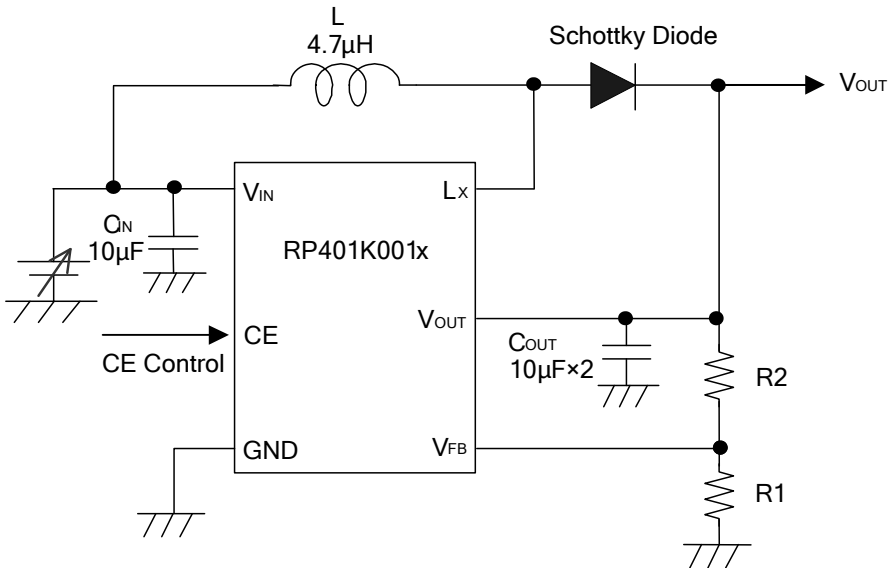 L
4.7µH
Schottky Diode
VOUT
VIN
LX
CIN
10µF
RP401K001x
VOUT
COUT
10µF×2
CE
CE Control
R2
GND
VFB
R1